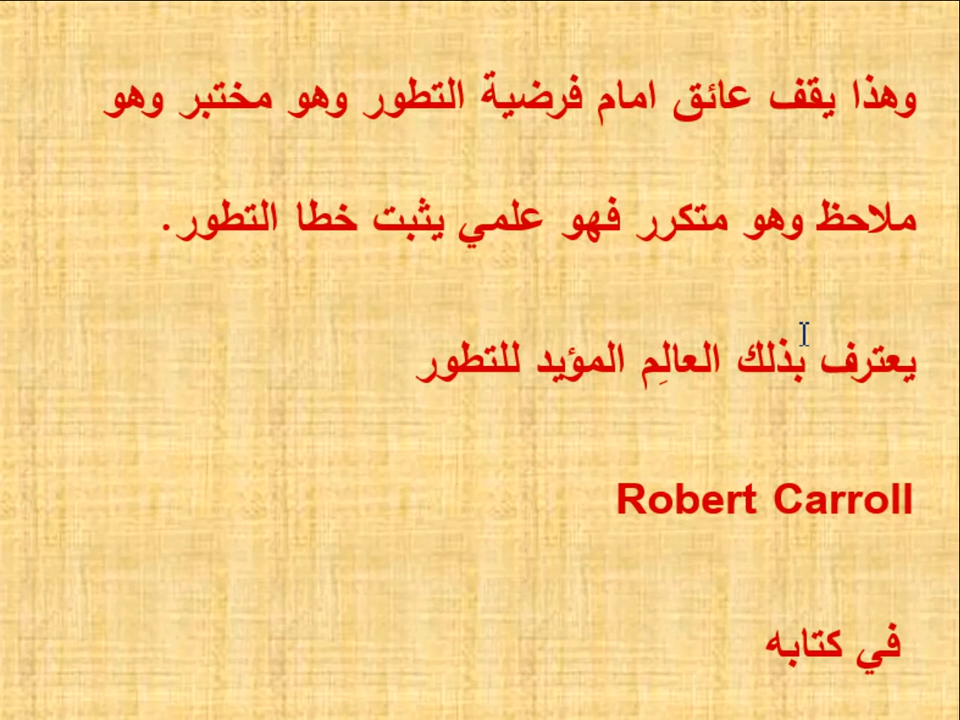 وهذا يقف عائق امام فرضية التطور وهو مختبر وهو
ملاحظ وهو متكرر فهو علمي يثبت خطا التطور.
يعترف بذلك العالِم المؤيد للتطور
Robert Carroll
في كتابه